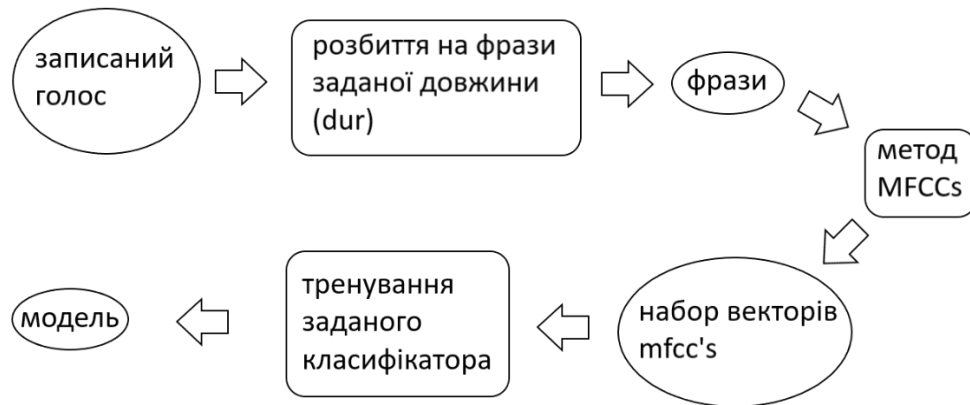 записаний
голос
розбиття на фрази
заданої довжини
(dur)
фрази
метод
MFCCs
набор векторів
mfcc's
тренування
заданого
класифікатора
модель